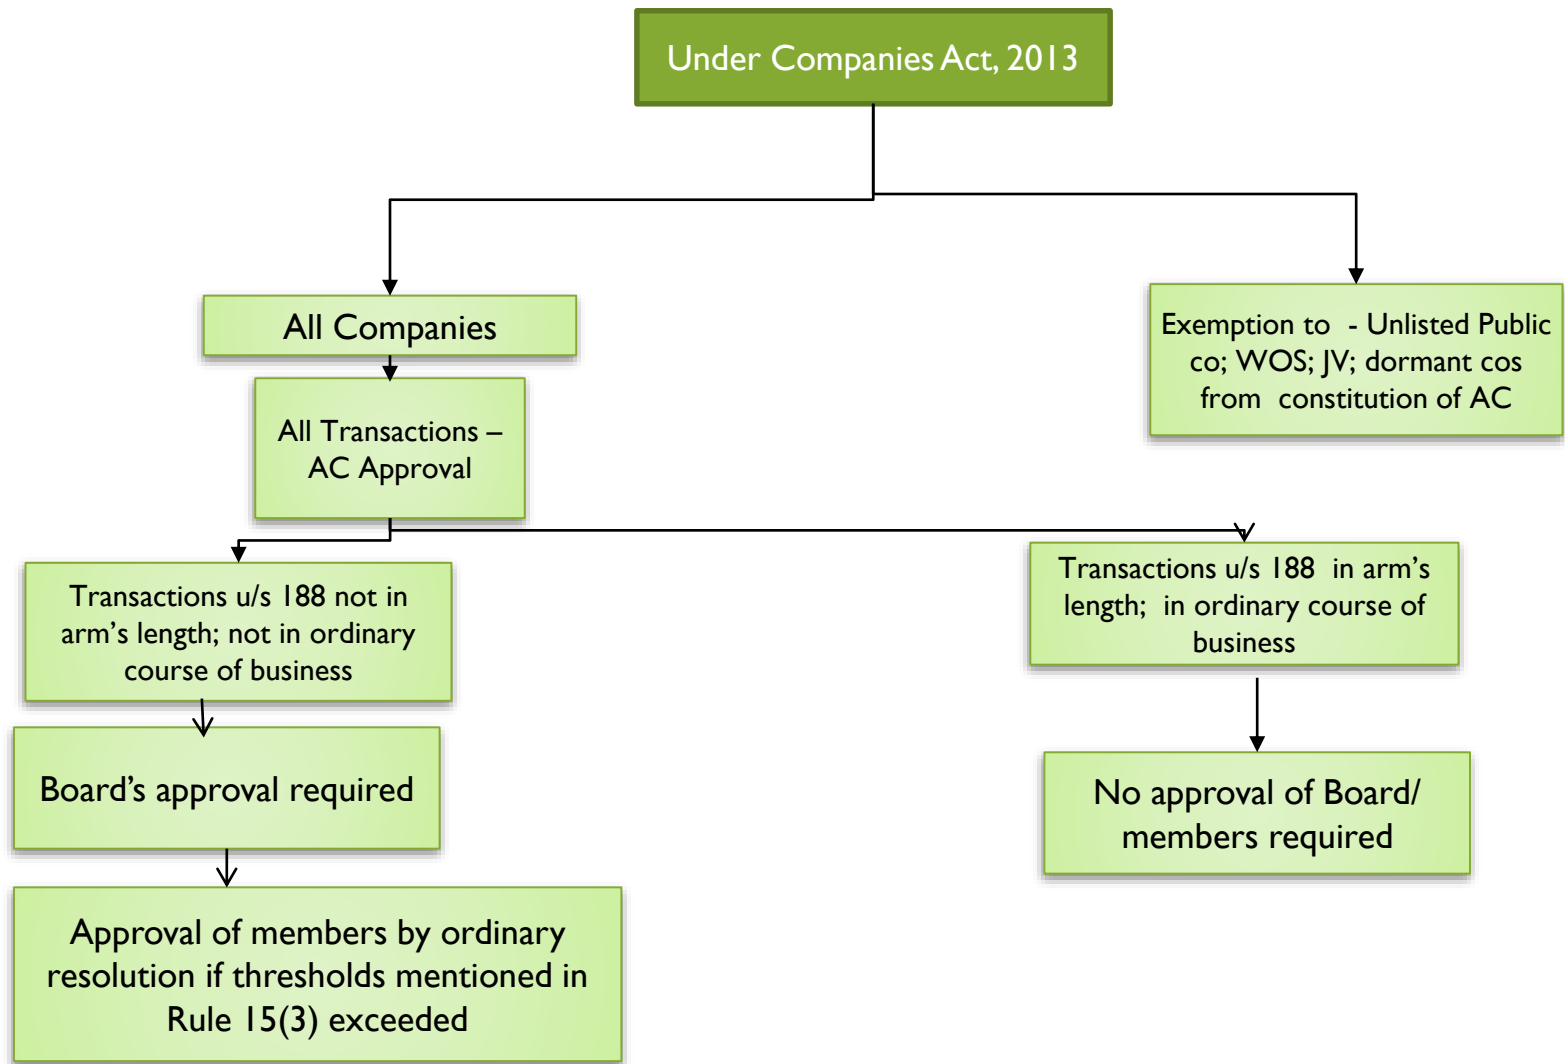 Under Companies Act, 2013
All Companies
Exemption to - Unlisted Public
co; WOS; JV; dormant cos
from constitution of AC
All Transactions –
AC Approval
Transactions u/s 188 not in
arm’s length; not in ordinary
course of business
Transactions u/s 188 in arm’s
length; in ordinary course of
business
Board’s approval required
No approval of Board/
members required
Approval of members by ordinary
resolution if thresholds mentioned in
Rule 15(3) exceeded